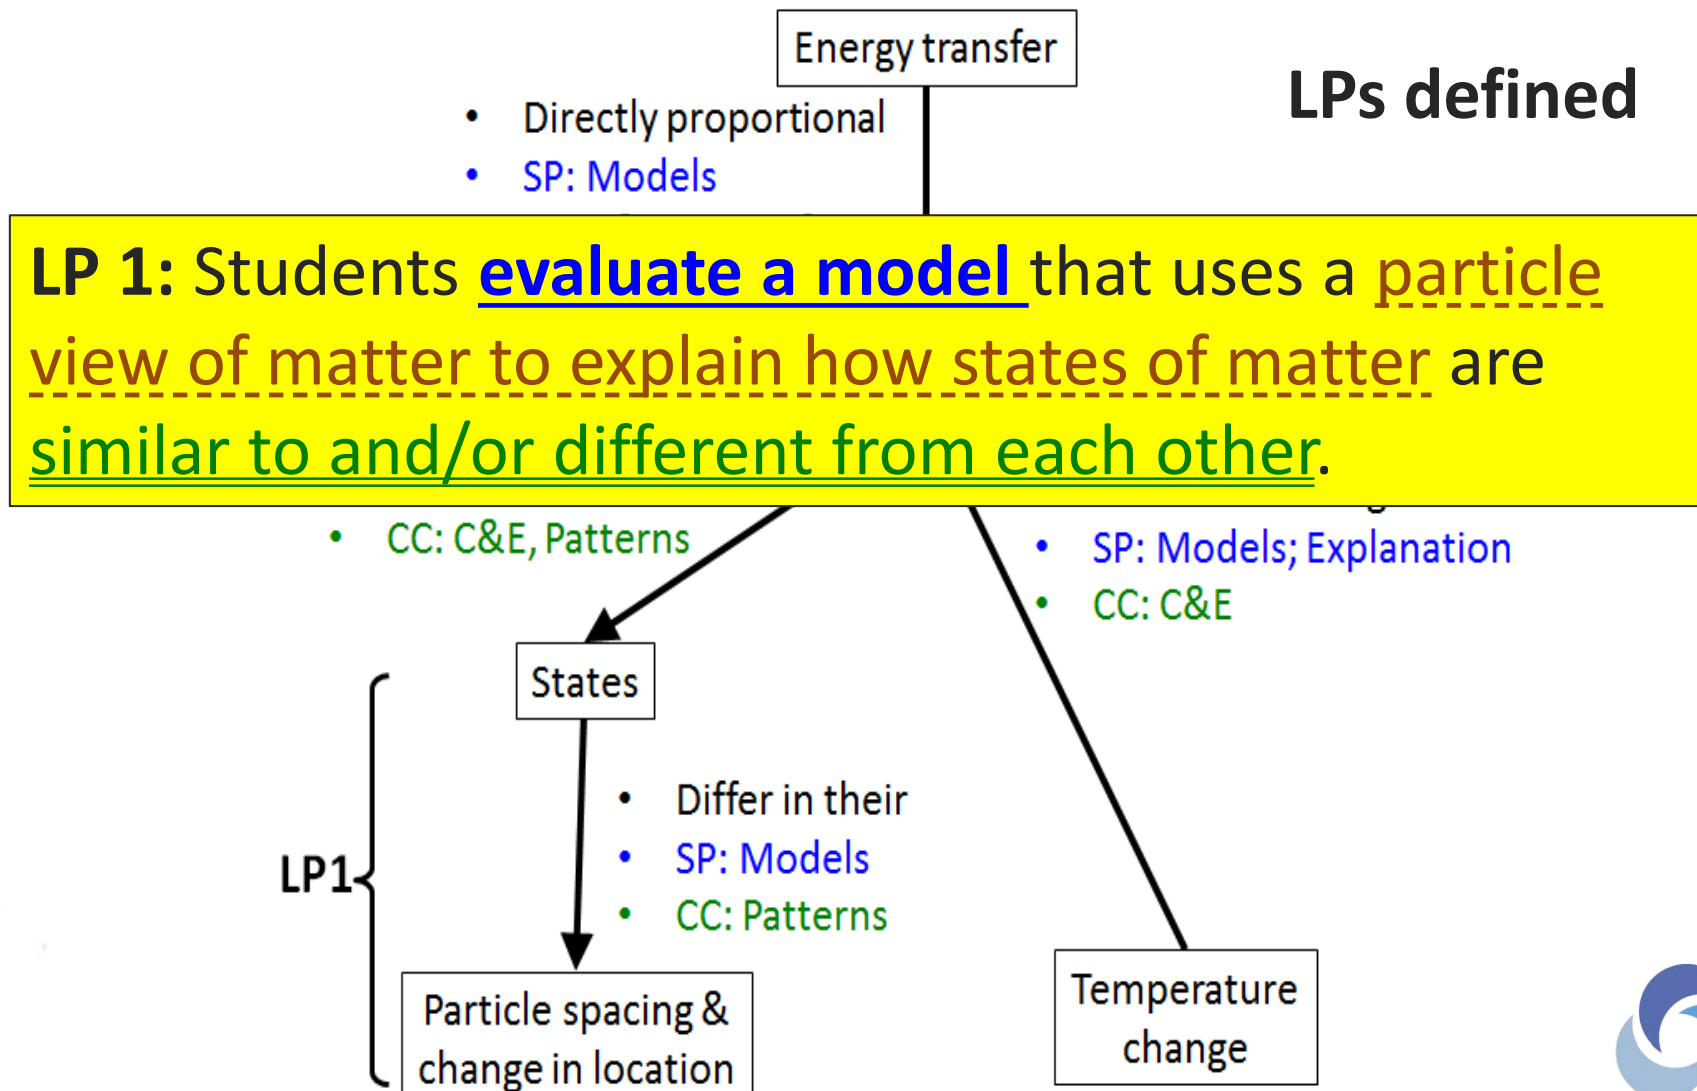 Energy transfer
LPs defined
• Directly proportional
• SP: Models
LP 1: Students evaluate a model that uses a particle
view of matter to explain how states of matter are
similar to and/or different from each other.
• CC: C&E, Patterns
• SP: Models; Explanation
• CC: C&E
States
• Differ in their
• SP: Models
• CC: Patterns
LP1
Particle spacing &
change in location
Temperature
change